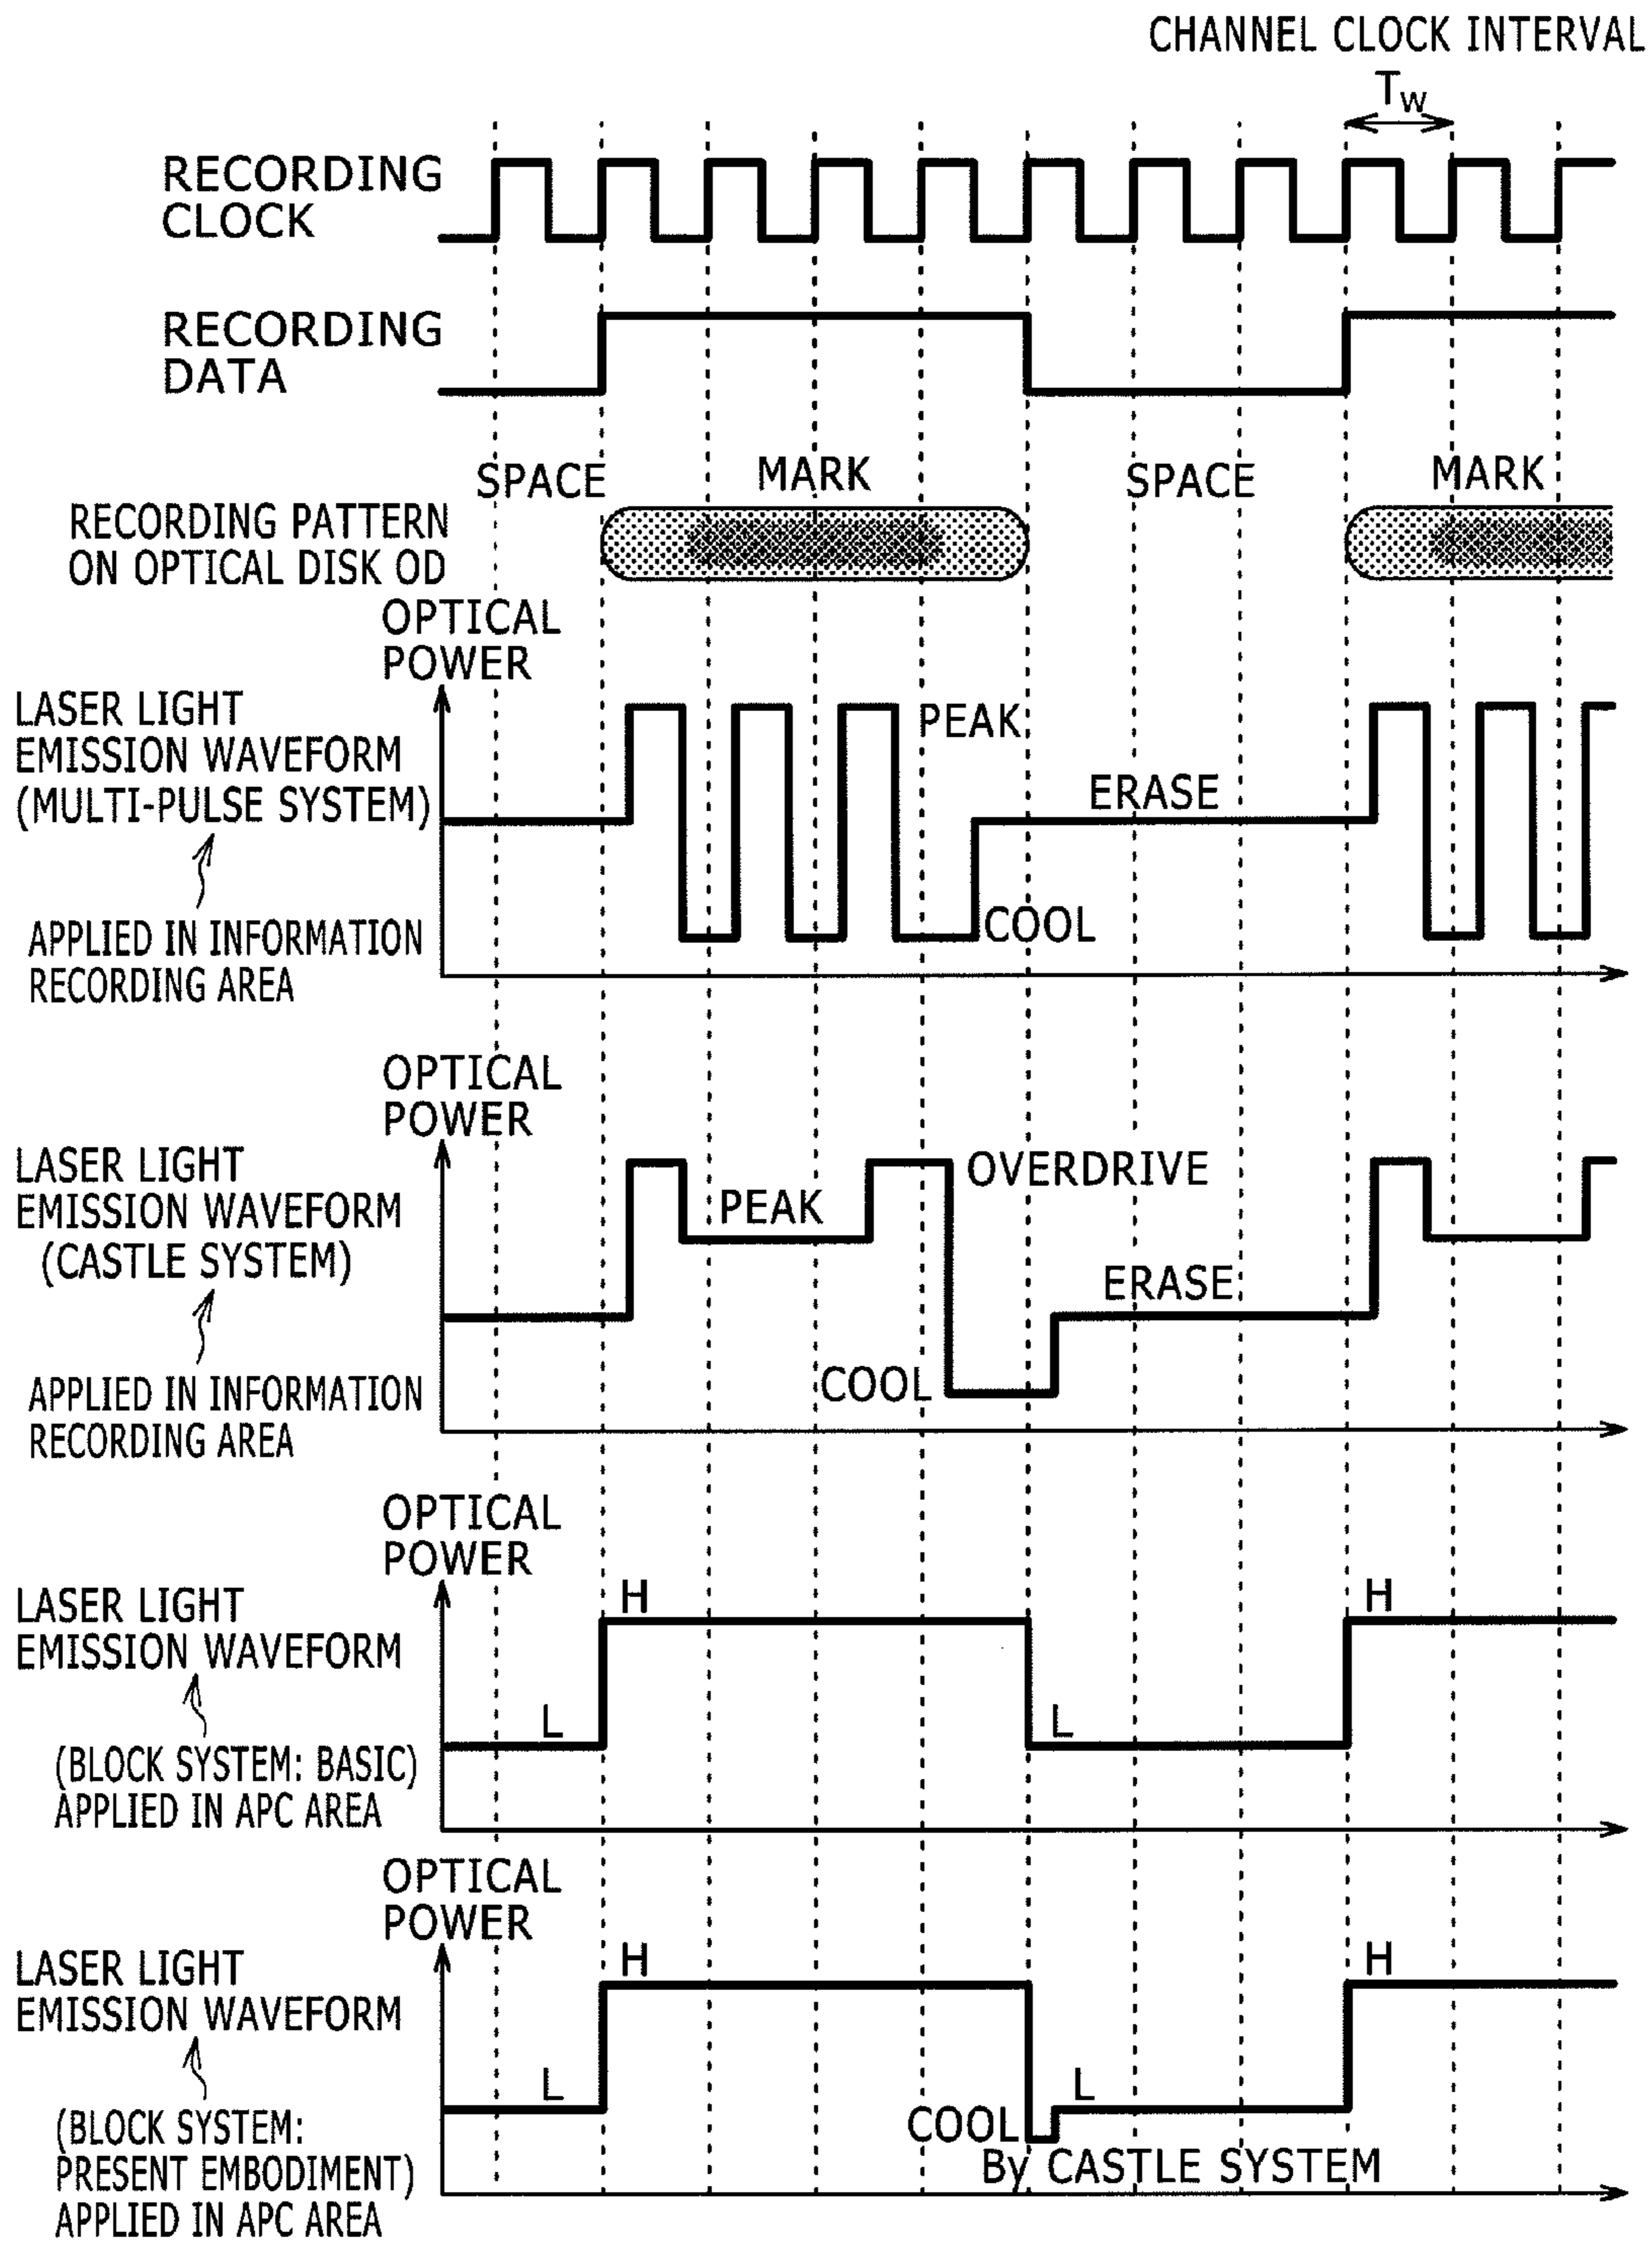 CHANNEL CLOCK INTERVAL
TW
RECORDING
CLOCK
RECORDING
DATA
SPACE
MARK
SPACE
MARK
RECORDING PATTERN
ON OPTICAL DISK OD
OPTICAL
POWER
LASER LIGHT
EMISSION WAVEFORM
(MULTI-PULSE SYSTEM)
PEAK
ERASE
COOL
APPLIED IN INFORMATION
RECORDING AREA
OPTICAL
POWER
LASER LIGHT
EMISSION WAVEFORM
(CASTLE SYSTEM)
OVERDRIVE
PEAK
ERASE
COOL
APPLIED IN INFORMATION
RECORDING AREA
OPTICAL
POWER
LASER LIGHT
EMISSION WAVEFORM
H
H
L
L
(BLOCK SYSTEM: BASIC)
APPLIED IN APC AREA
OPTICAL
POWER
LASER LIGHT
EMISSION WAVEFORM
H
H
L
L
COOL
By CASTLE SYSTEM
(BLOCK SYSTEM:
PRESENT EMBODIMENT)
APPLIED IN APC AREA